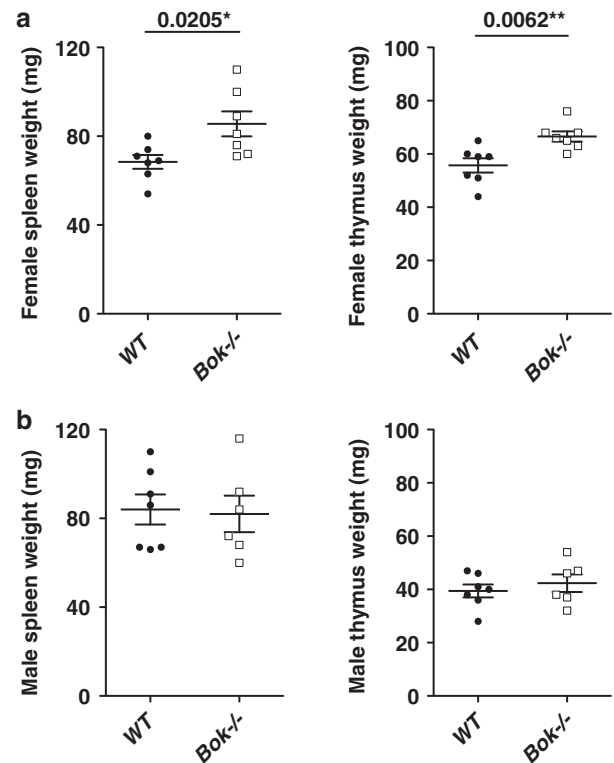 a
0.0205*
Female spleen weight (mg)
120
80
40
0
WT
Bok-/-
0.0062**
Female thymus weight (mg)
100
80
60
40
20
0
WT
Bok-/-
b
Male spleen weight (mg)
120
80
40
0
WT
Bok-/-
Male thymus weight (mg)
100
80
60
40
20
0
WT
Bok-/-